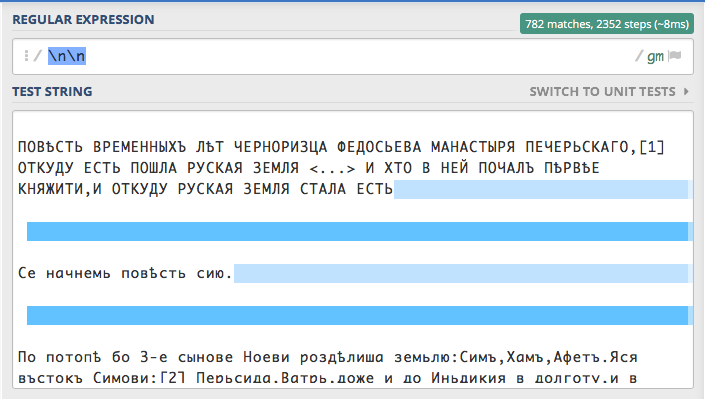 REGULAR EXPRESSION
782 matches, 2352 steps (~8ms)
/ \n\n / gm
TEST STRING
SWITCH TO UNIT TESTS
ПОВѢСТЬ ВРЕМЕННЫХЪ ЛѢТ ЧЕРНОРИЗЦА ФЕДОСЬЕВА МАНАСТЫРЯ ПЕЧЕРЬСКАГО,[1]
ОТКУДУ ЕСТЬ ПОШЛА РУСКАЯ ЗЕМЛЯ <...> И ХТО В НЕЙ ПОЧАЛЪ ПѢРВѢЕ
КНЯЖИТИ,И ОТКУДУ РУСКАЯ ЗЕМЛЯ СТАЛА ЕСТЬ
Се начнемь повѣсть сию.
По потопѣ бо 3-е сынове Ноеви роздѣлиша землю:Симъ,Хамъ,Афетъ.Яся
въстокъ Симови:[2] Перьсида,Ватрь,доже и до Иньдикия в долготу,и в